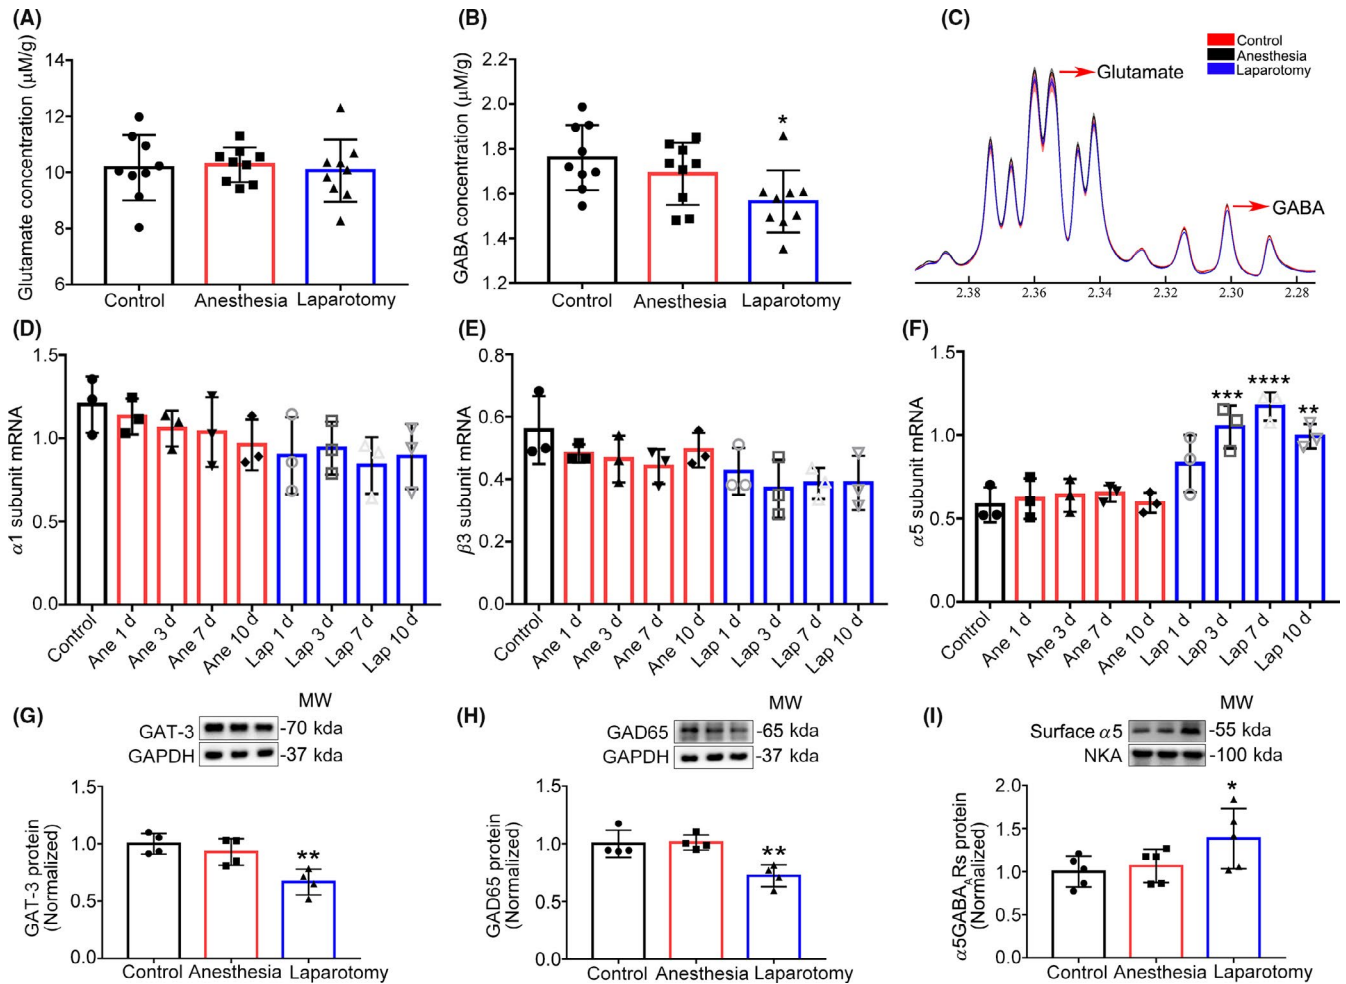 (A)
Glutamate concentration (μM/g)
14
12
10
8
6
Control Anesthesia Laparotomy
(B)
GABA concentration (μM/g)
2.2
2.0
1.8
1.6
1.4
1.2
*
Control Anesthesia Laparotomy
(C)
Control
Anesthesia
Laparotomy
Glutamate
GABA
2.38 2.36 2.34 2.32 2.30 2.28
(D)
α1 subunit mRNA
1.5
1.0
0.5
0.0
Control Ane 1 d Ane 3 d Ane 7 d Ane 10 d Lap 1 d Lap 3 d Lap 7 d Lap 10 d
(E)
β3 subunit mRNA
0.8
0.6
0.4
0.2
0.0
Control Ane 1 d Ane 3 d Ane 7 d Ane 10 d Lap 1 d Lap 3 d Lap 7 d Lap 10 d
(F)
α5 subunit mRNA
1.5
1.0
0.5
0.0
*** **** **
Control Ane 1 d Ane 3 d Ane 7 d Ane 10 d Lap 1 d Lap 3 d Lap 7 d Lap 10 d
(G)
MW
GAT-3 -70 kda
GAPDH -37 kda
GAT-3 protein
(Normalized)
1.5
1.0
0.5
0.0
**
Control Anesthesia Laparotomy
(H)
MW
GAD65 -65 kda
GAPDH -37 kda
GAD65 protein
(Normalized)
1.5
1.0
0.5
0.0
**
Control Anesthesia Laparotomy
(I)
MW
Surface α5 -55 kda
NKA -100 kda
α5GABAARs protein
(Normalized)
2.0
1.5
1.0
0.5
0.0
*
Control Anesthesia Laparotomy